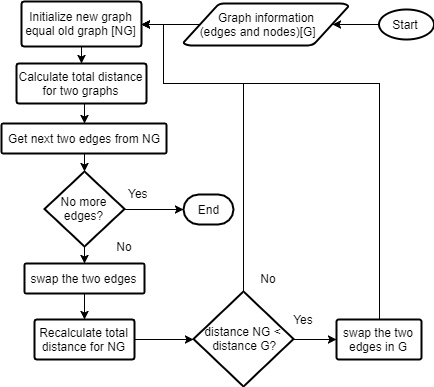 Start
Graph information
(edges and nodes)[G]
Initialize new graph
equal old graph [NG]
Calculate total distance
for two graphs
Get next two edges from NG
No more
edges?
Yes
End
No
swap the two edges
Recalculate total
distance for NG
distance NG <
distance G?
No
Yes
swap the two
edges in G